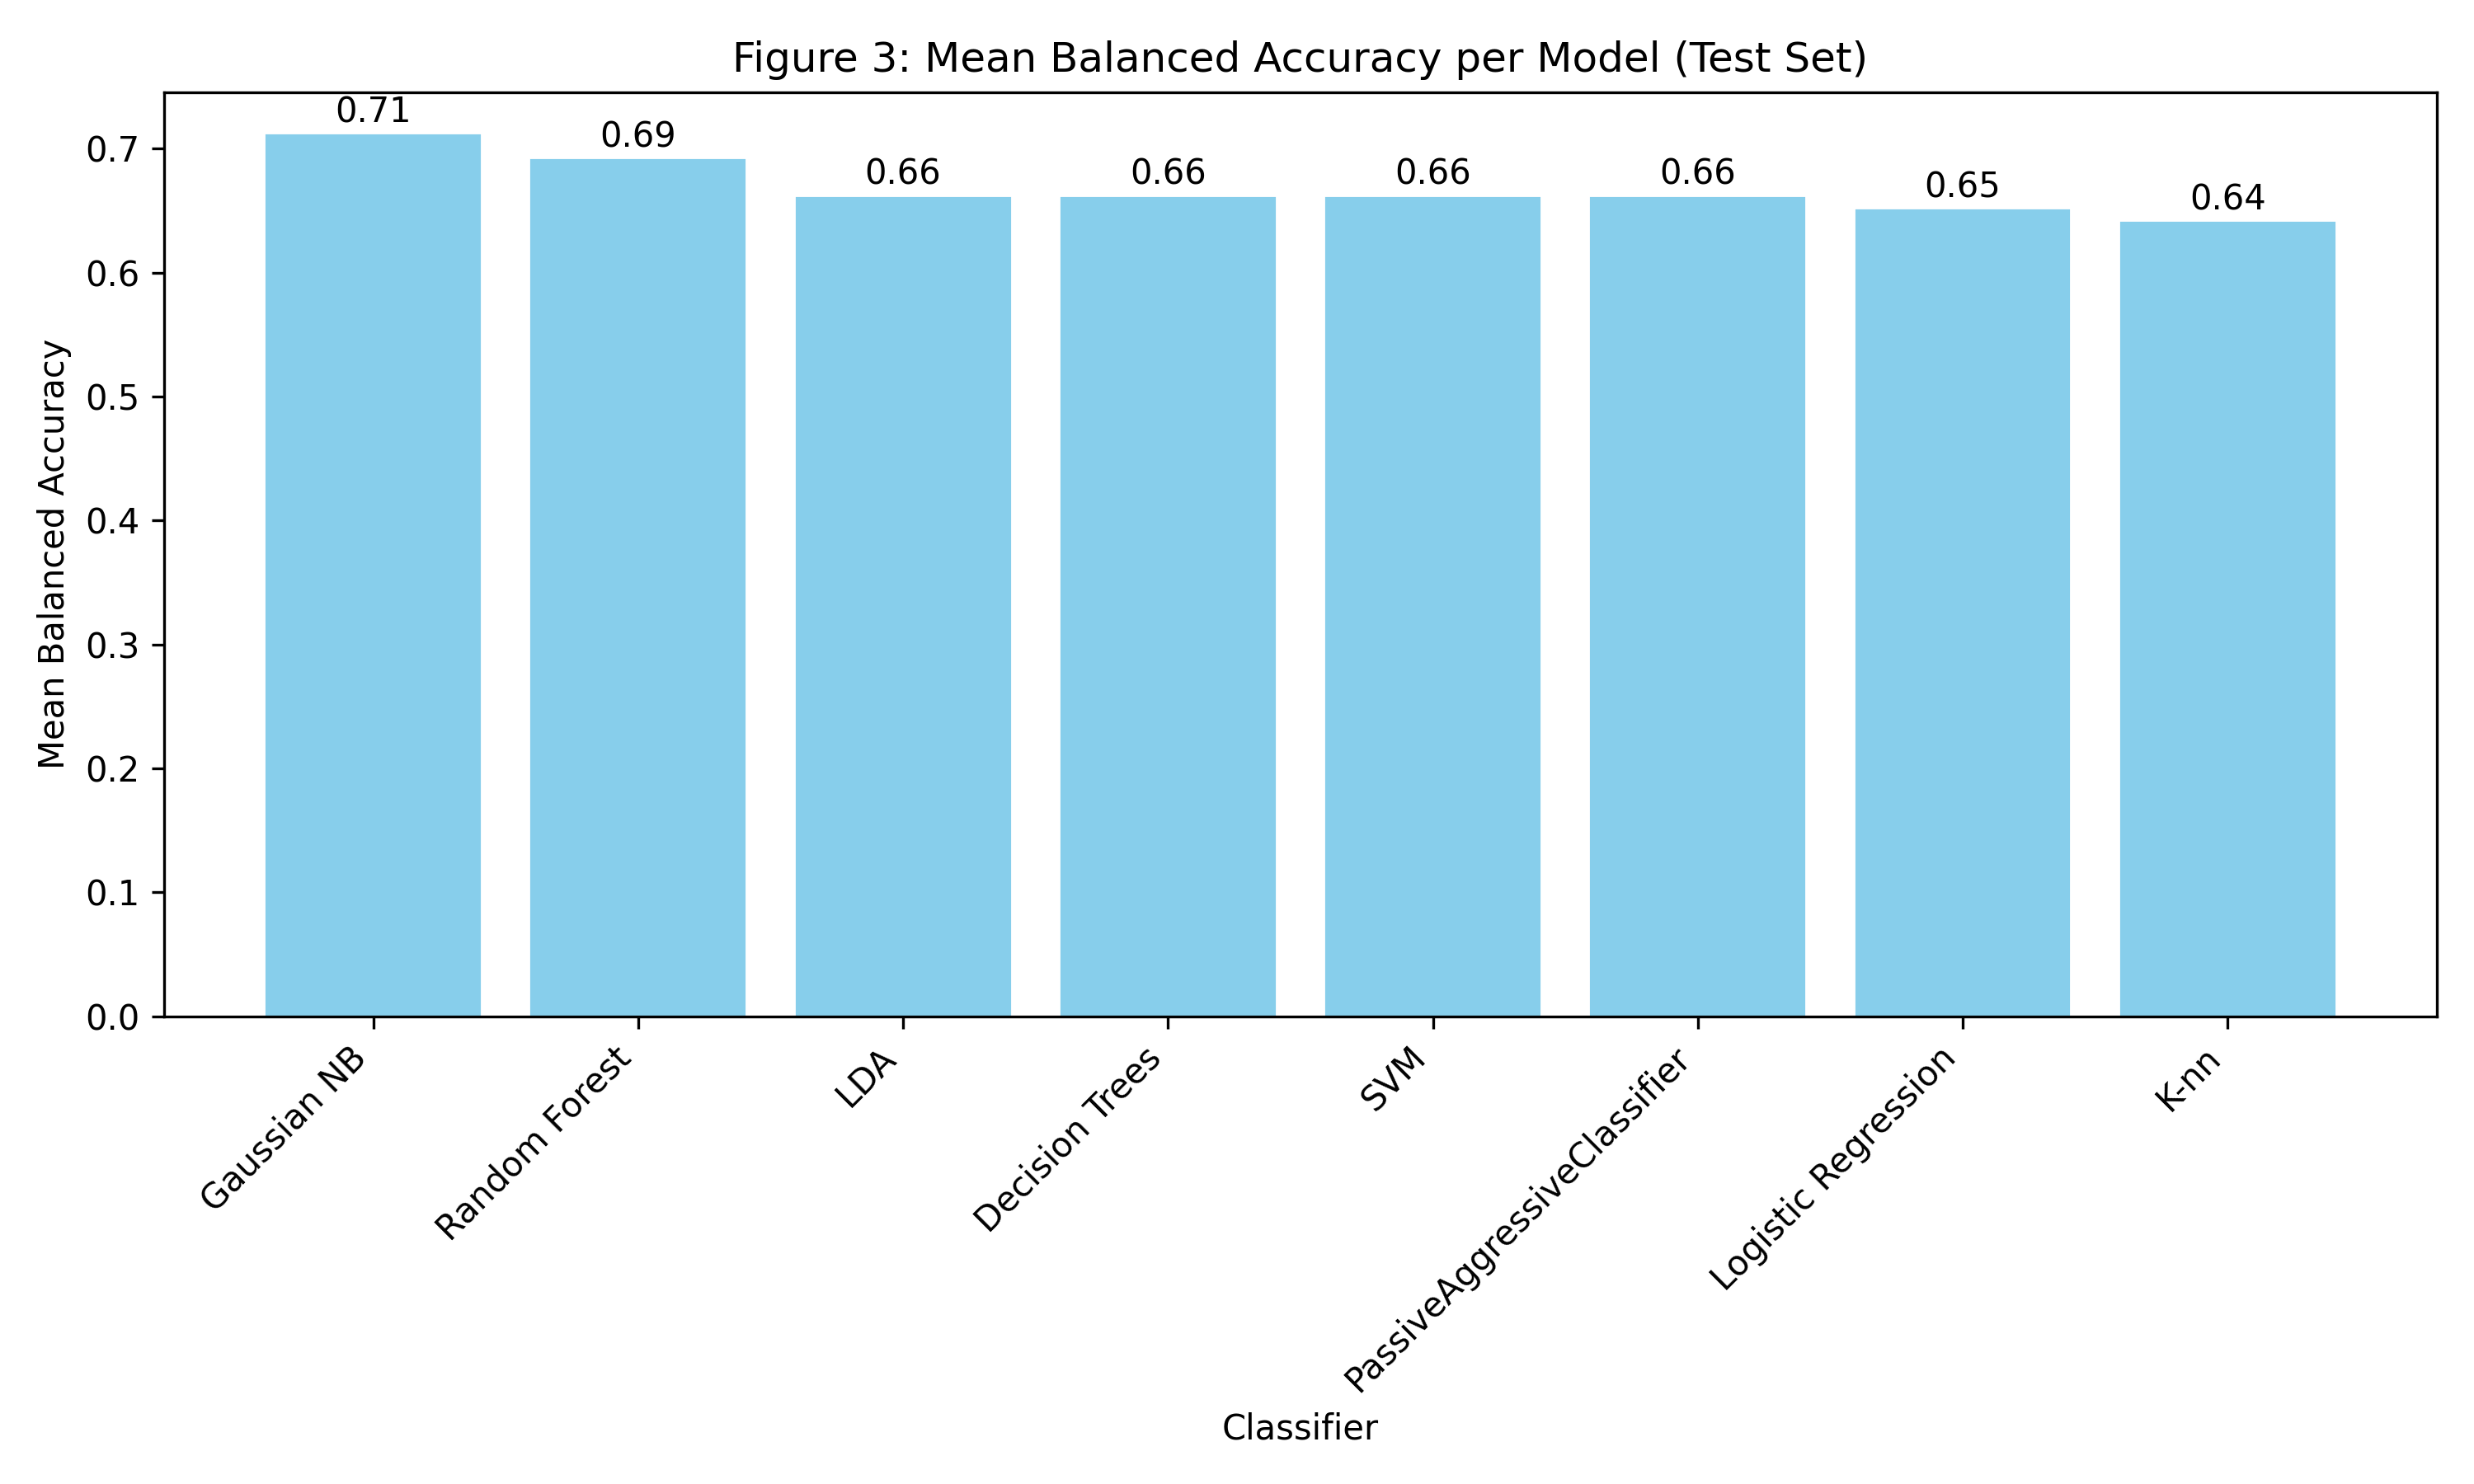 Figure 3: Mean Balanced Accuracy per Model (Test Set)
0.71
0.69
0.66
0.66
0.66
0.66
0.65
0.64
0.7
0.6
0.5
0.4
0.3
0.2
0.1
0.0
Mean Balanced Accuracy
Gaussian NB
Random Forest
LDA
Decision Trees
SVM
PassiveAggressiveClassifier
Logistic Regression
K-nn
Classifier